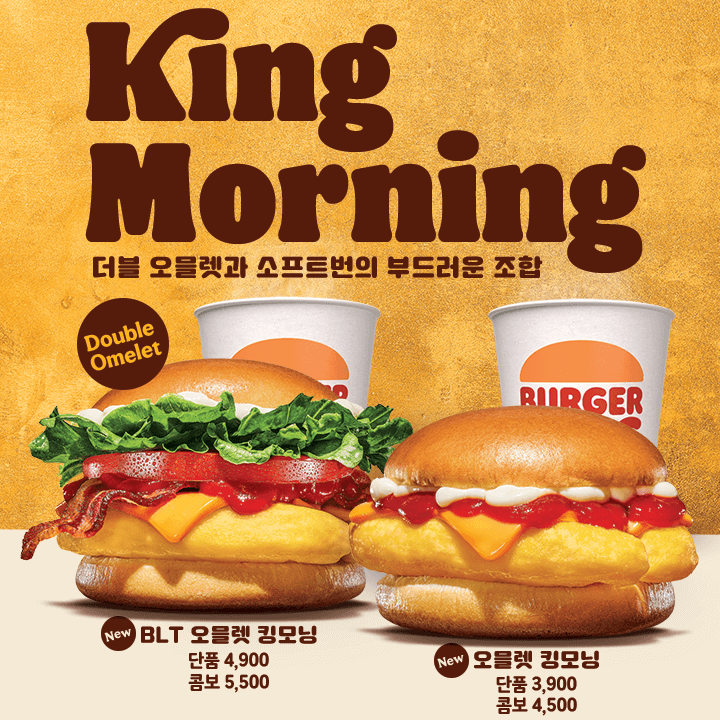 King
Morning
더블 오믈렛과 소프트번의 부드러운 조합
Double
Omelet
BURGER
New BLT 오믈렛 킹모닝
단품 4,900
콤보 5,500
New 오믈렛 킹모닝
단품 3,900
콤보 4,500